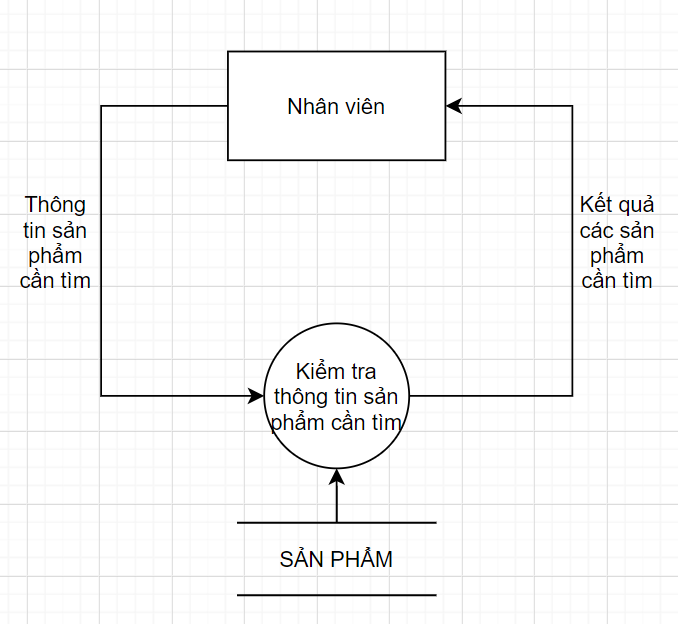 Nhân viên
Thông
tin sản
phẩm
cần tìm
Kết quả
các sản
phẩm
cần tìm
Kiểm tra
thông tin sản
phẩm cần tìm
SẢN PHẨM